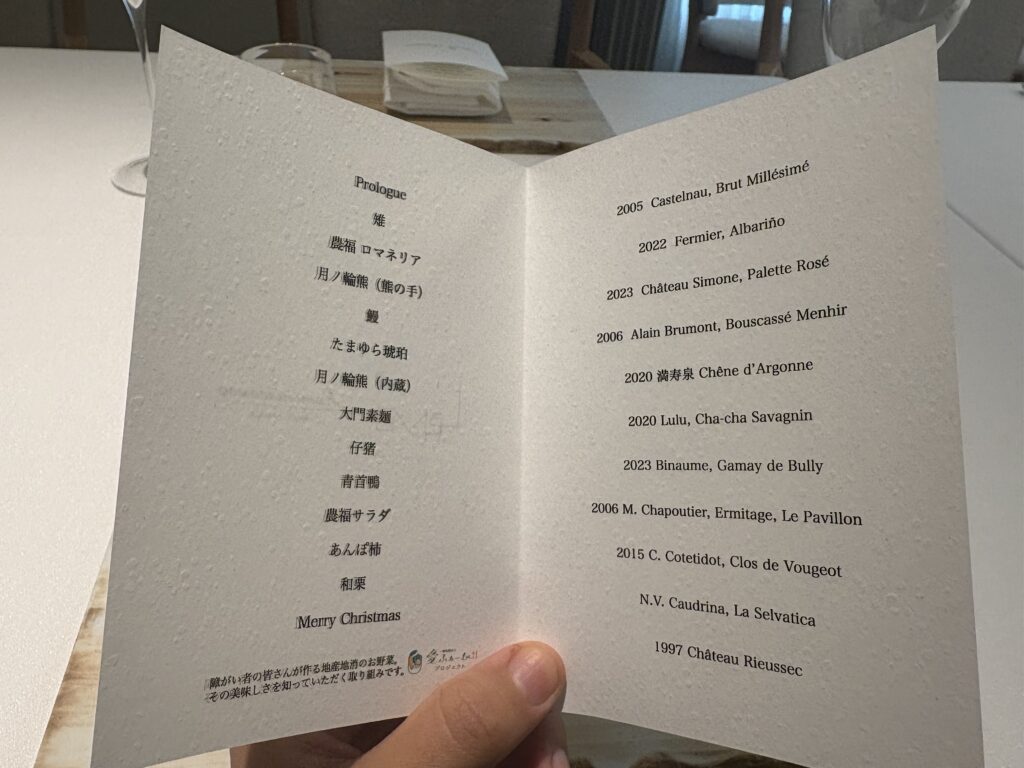 Prologue
雉
農福 ロマネリア
月ノ輪熊（熊の手）
鰻
たまゆら琥珀
月ノ輪熊（内蔵）
大門素麺
仔猪
青首鴨
農福サラダ
あんぽ柿
和栗
Merry Christmas
障がい者の皆さんが作る地産地消のお野菜。
その美味しさを知っていただく取り組みです。
プロジェクト
2005 Castelnau, Brut Millésimé
2022 Fermier, Albariño
2023 Château Simone, Palette Rosé
2006 Alain Brumont, Bouscassé Menhir
2020 満寿泉 Chêne d’Argonne
2020 Lulu, Cha-cha Savagnin
2023 Binaume, Gamay de Bully
2006 M. Chapoutier, Ermitage, Le Pavillon
2015 C. Cotetidot, Clos de Vougeot
N.V. Caudrina, La Selvatica
1997 Château Rieussec